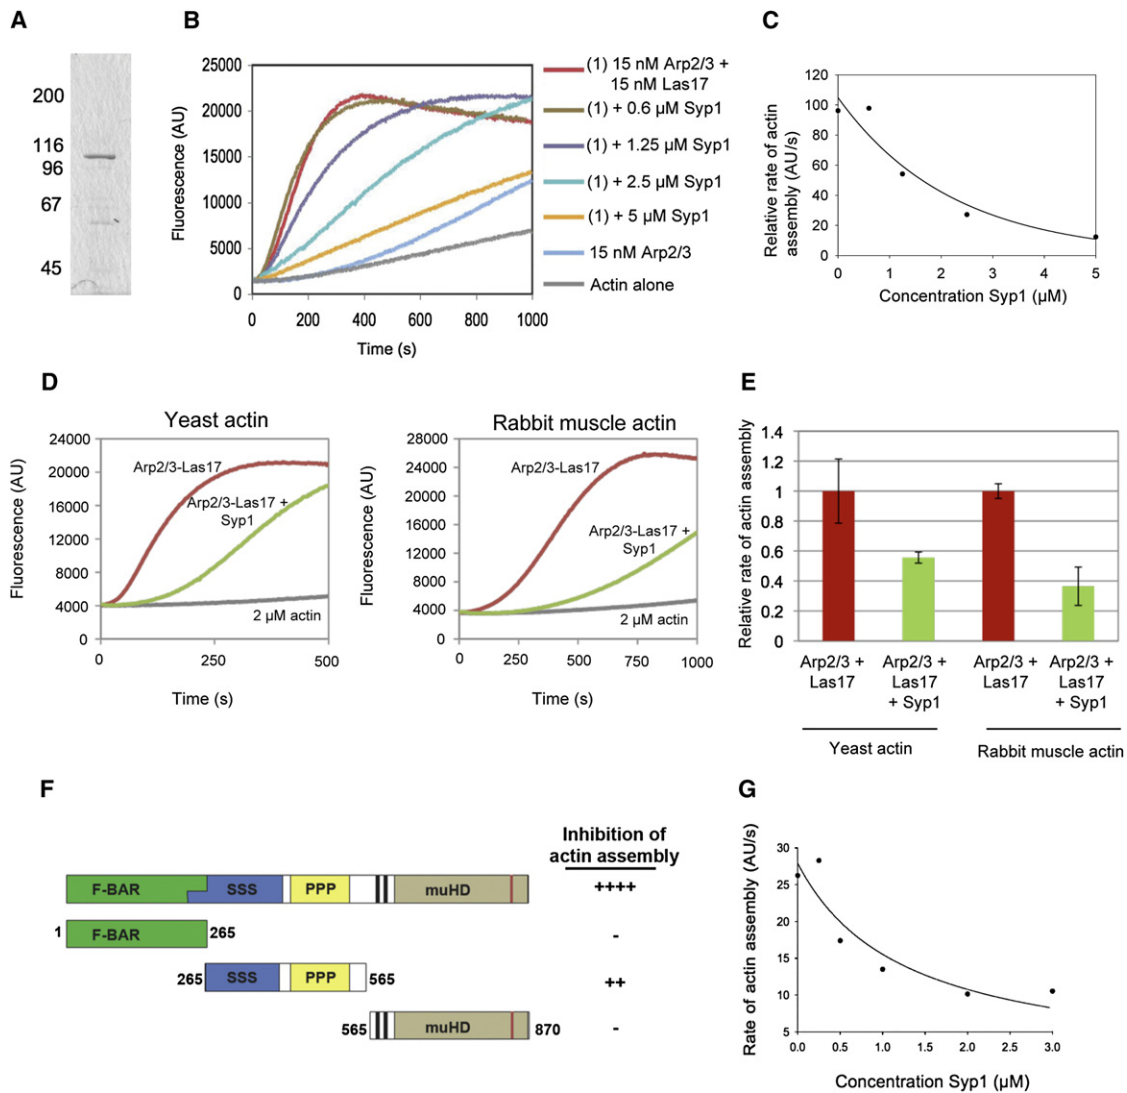 A
200
116
96
67
45
B
Fluorescence (AU)
25000
20000
15000
10000
5000
0
0 200 400 600 800 1000
Time (s)
(1) 15 nM Arp2/3 +
15 nM Las17
(1) + 0.6 µM Syp1
(1) + 1.25 µM Syp1
(1) + 2.5 µM Syp1
(1) + 5 µM Syp1
15 nM Arp2/3
Actin alone
C
Relative rate of actin
assembly (AU/s)
120
100
80
60
40
20
0
0 1 2 3 4 5
Concentration Syp1 (µM)
D
Yeast actin
Fluorescence (AU)
24000
20000
16000
12000
8000
4000
0
Arp2/3-Las17
Arp2/3-Las17 +
Syp1
2 µM actin
0 250 500
Time (s)
Rabbit muscle actin
Fluorescence (AU)
28000
24000
20000
16000
12000
8000
4000
0
Arp2/3-Las17
Arp2/3-Las17 +
Syp1
2 µM actin
0 250 500 750 1000
Time (s)
E
Relative rate of actin assembly
1.4
1.2
1
0.8
0.6
0.4
0.2
0
Arp2/3 +
Las17
Arp2/3 +
Las17
+ Syp1
Arp2/3 +
Las17
Arp2/3 +
Las17
+ Syp1
Yeast actin
Rabbit muscle actin
F
Inhibition of
actin assembly
F-BAR SSS PPP muHD ++++
1 F-BAR 265 -
265 SSS PPP 565 ++
565 muHD 870 -
G
Rate of actin assembly (AU/s)
30
25
20
15
10
5
0.0 0.5 1.0 1.5 2.0 2.5 3.0
Concentration Syp1 (µM)